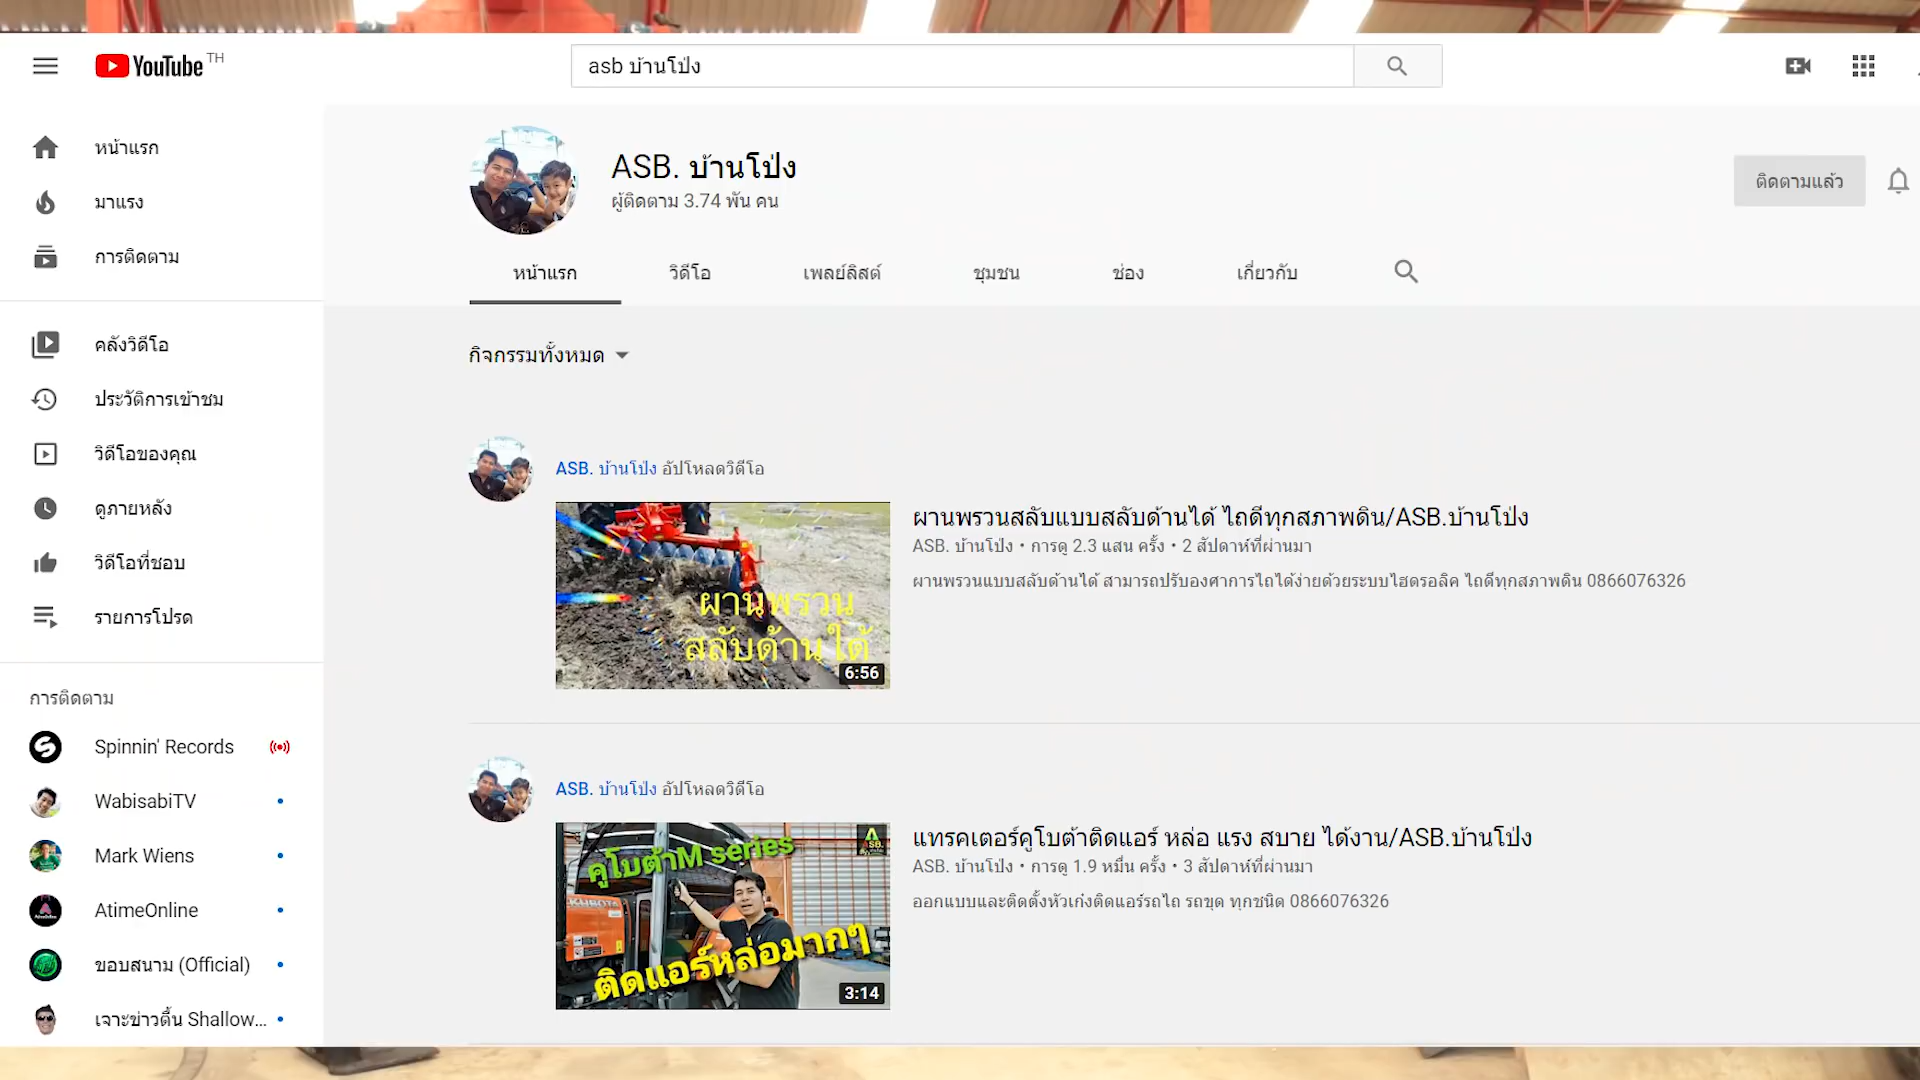 YouTube TH
asb บ้านโป่ง
หน้าแรก
มาแรง
การติดตาม
คลังวิดีโอ
ประวัติการเข้าชม
วิดีโอของคุณ
ดูภายหลัง
วิดีโอที่ชอบ
รายการโปรด
การติดตาม
Spinnin' Records
WabisabiTV
Mark Wiens
AtimeOnline
ขอบสนาม (Official)
เจาะข่าวตื้น Shallow...
ASB. บ้านโป่ง
ผู้ติดตาม 3.74 พัน คน
ติดตามแล้ว
หน้าแรก
วิดีโอ
เพลย์ลิสต์
ชุมชน
ช่อง
เกี่ยวกับ
กิจกรรมทั้งหมด
ASB. บ้านโป่ง อัปโหลดวิดีโอ
ผานพรวน
สลับด้านได้
6:56
ผานพรวนสลับแบบสลับด้านได้ ไถดีทุกสภาพดิน/ASB.บ้านโป่ง
ASB. บ้านโป่ง • การดู 2.3 แสน ครั้ง • 2 สัปดาห์ที่ผ่านมา
ผานพรวนแบบสลับด้านได้ สามารถปรับองศาการไถได้ง่ายด้วยระบบไฮดรอลิค ไถดีทุกสภาพดิน 0866076326
ASB. บ้านโป่ง อัปโหลดวิดีโอ
คูโบต้าM series
KUBOTA
ASB.
ติดแอร์หล่อมากๆ
3:14
แทรคเตอร์คูโบต้าติดแอร์ หล่อ แรง สบาย ได้งาน/ASB.บ้านโป่ง
ASB. บ้านโป่ง • การดู 1.9 หมื่น ครั้ง • 3 สัปดาห์ที่ผ่านมา
ออกแบบและติดตั้งหัวเก๋งติดแอร์รถไถ รถขุด ทุกชนิด 0866076326